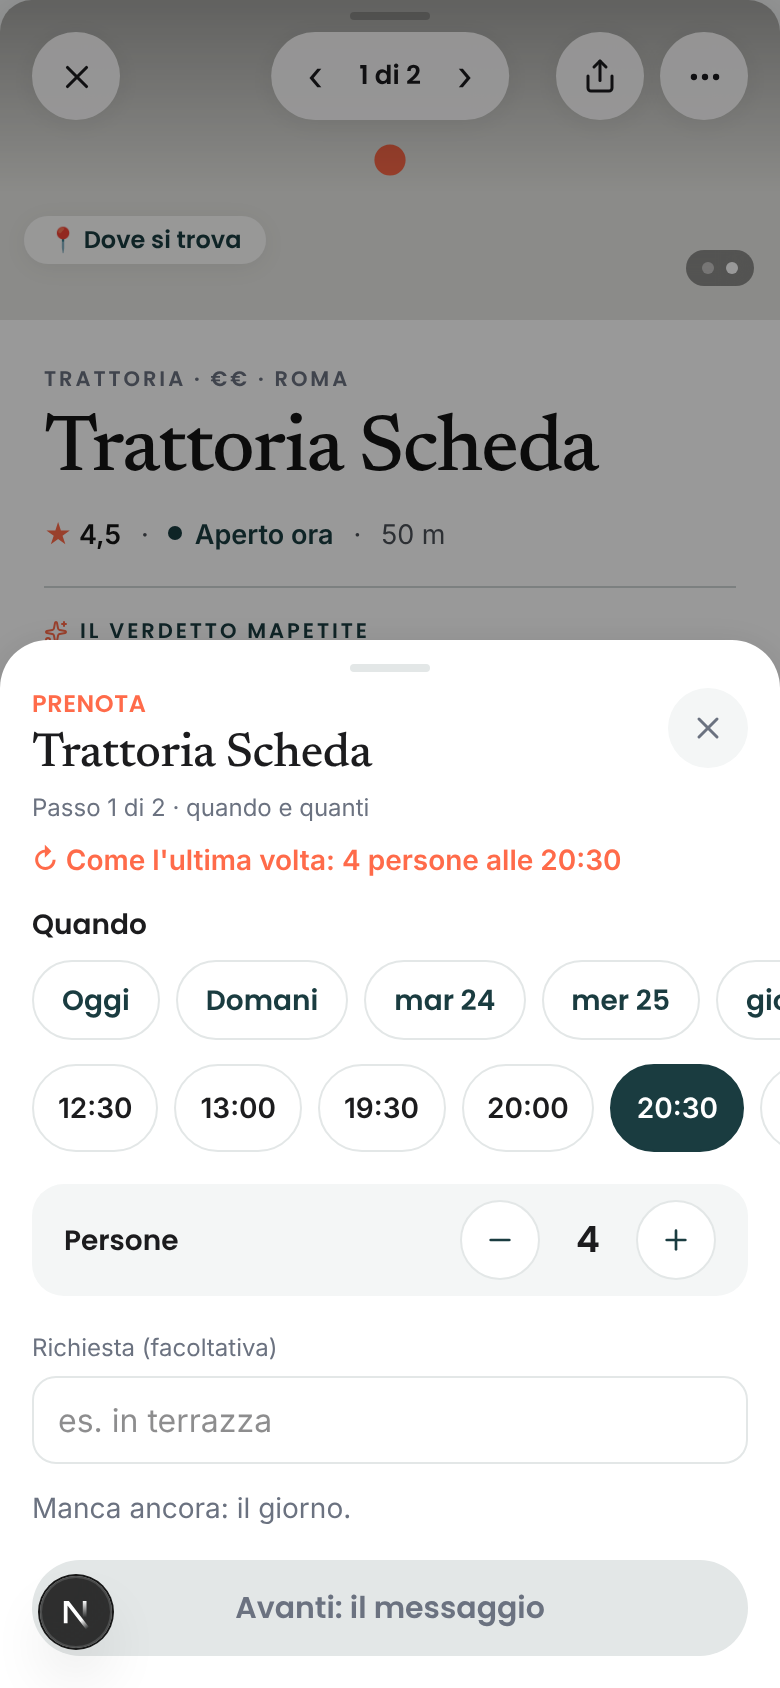 1 di 2
📍 Dove si trova
TRATTORIA · €€ · ROMA
Trattoria Scheda
★ 4,5 · ● Aperto ora · 50 m
IL VERDETTO MAPETITE
PRENOTA
Trattoria Scheda
Passo 1 di 2 · quando e quanti
↻ Come l'ultima volta: 4 persone alle 20:30
Quando
Oggi Domani mar 24 mer 25
12:30 13:00 19:30 20:00 20:30
Persone − 4 +
Richiesta (facoltativa)
es. in terrazza
Manca ancora: il giorno.
N Avanti: il messaggio